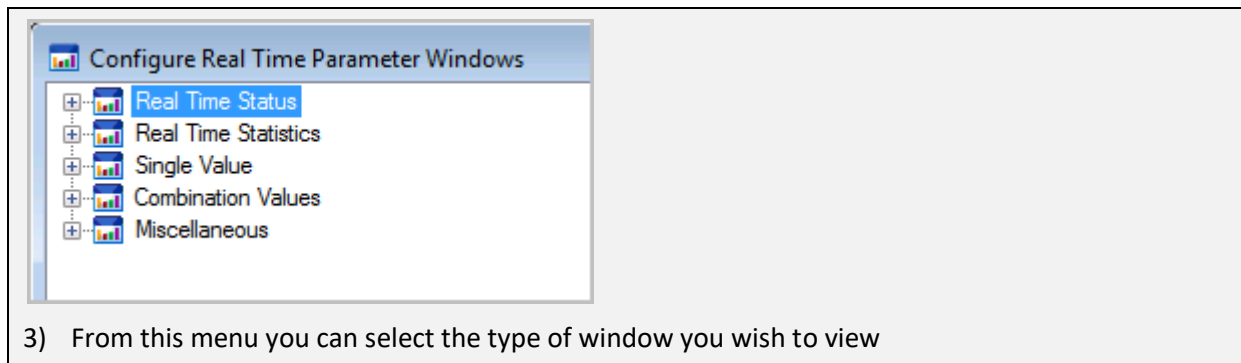 Configure Real Time Parameter Windows
Real Time Status
Real Time Statistics
Single Value
Combination Values
Miscellaneous
3) From this menu you can select the type of window you wish to view